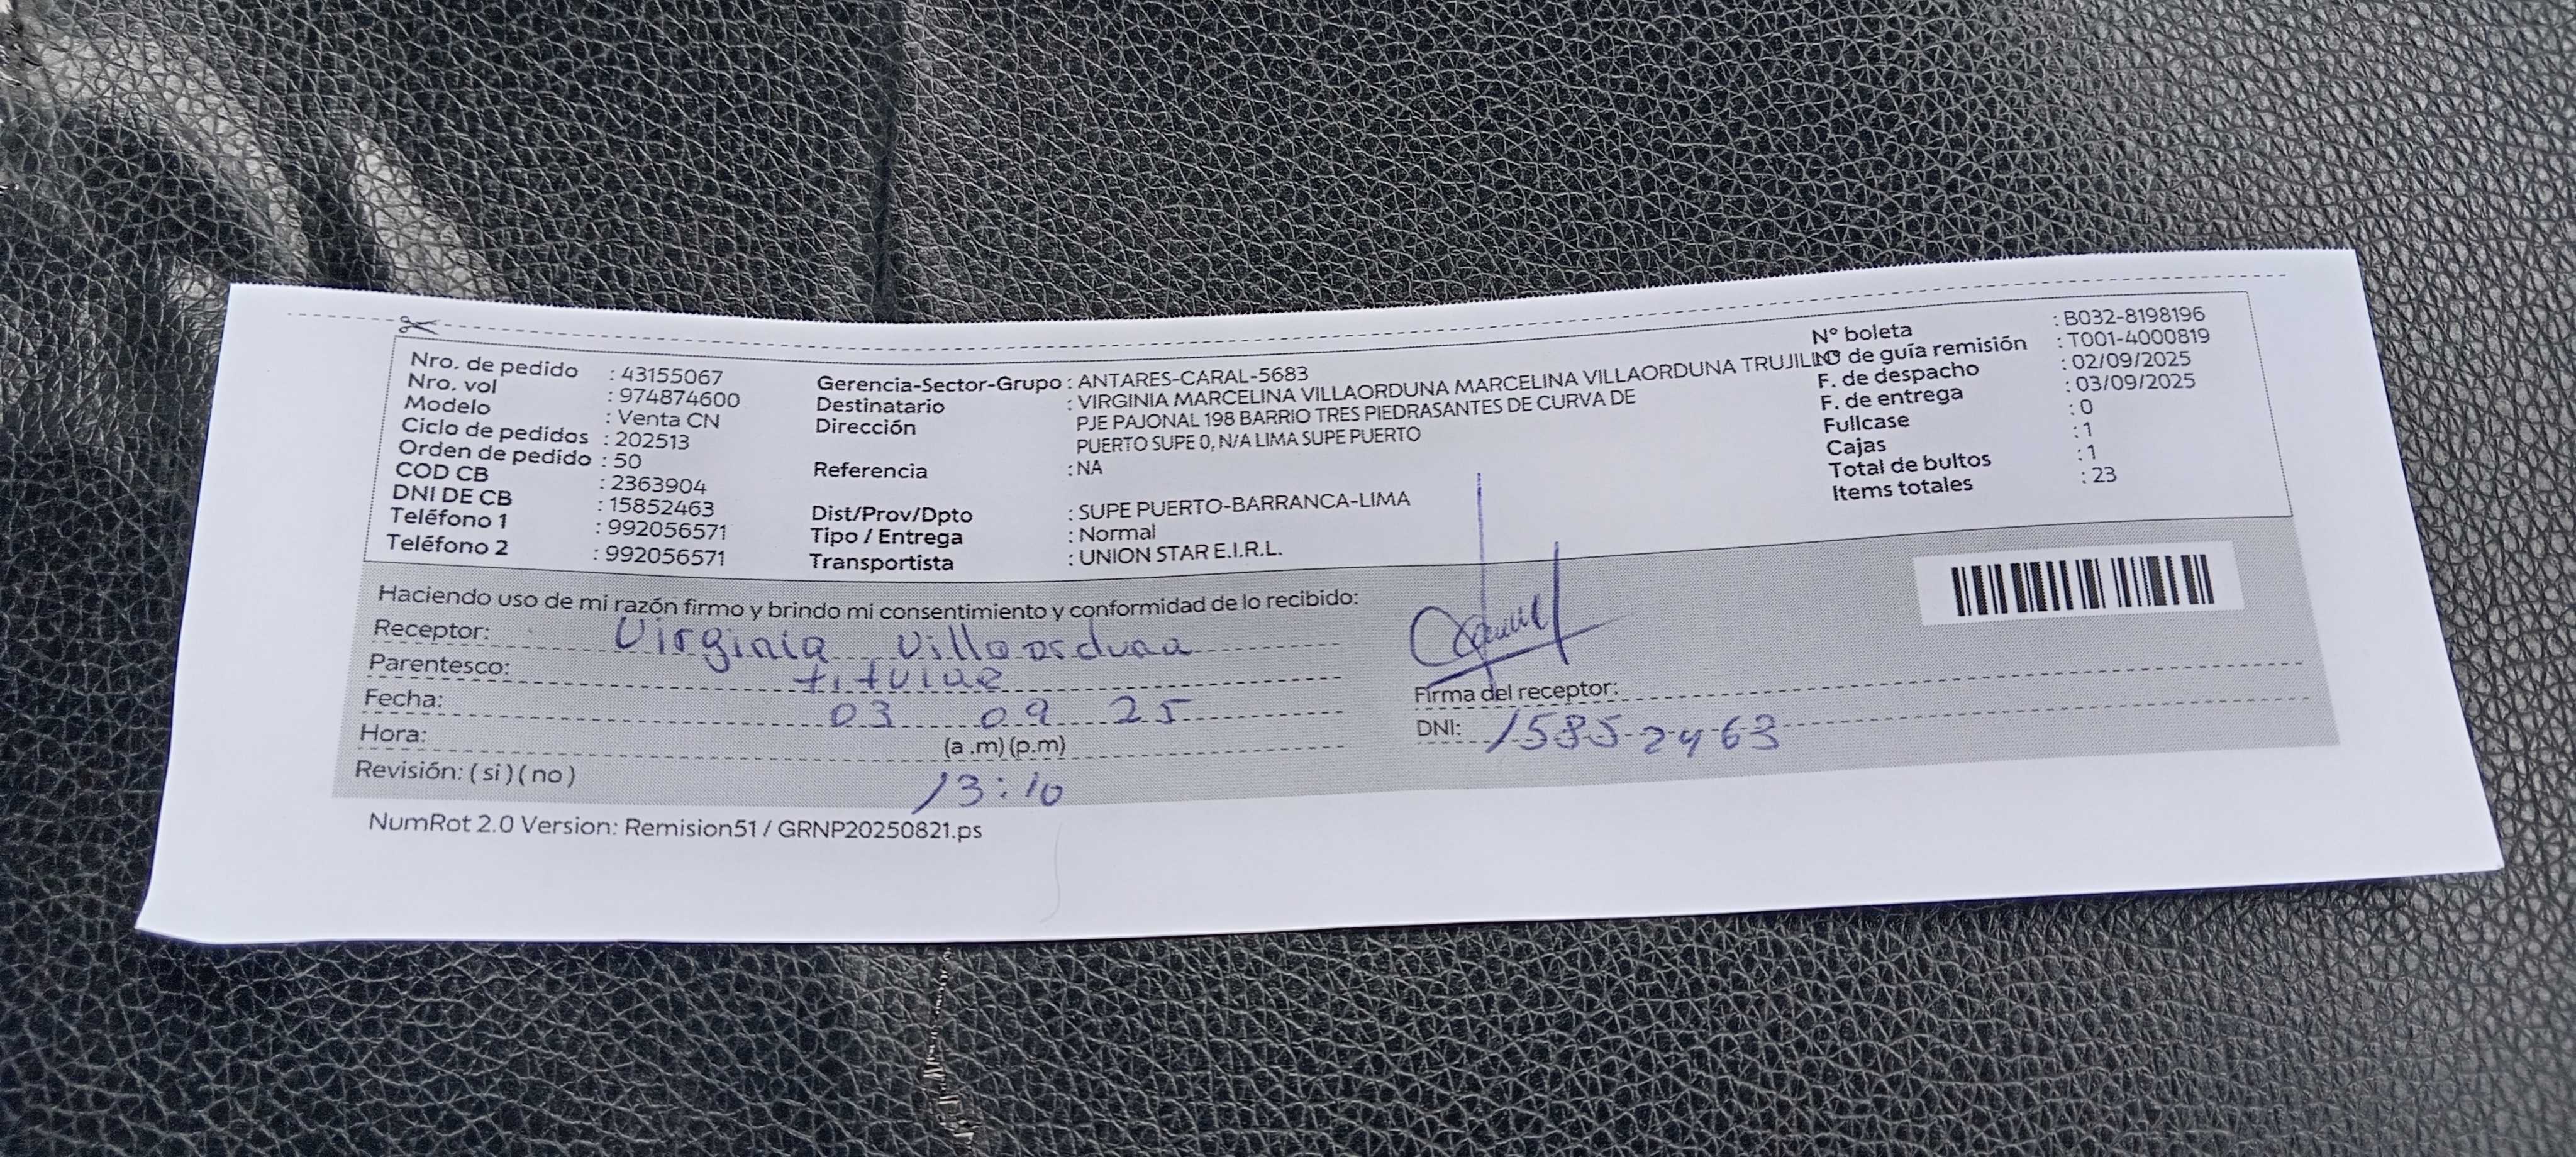 Nro. de pedido : 43155067
Nro. vol : 974874600
Modelo : Venta CN
Ciclo de pedidos : 202513
Orden de pedido : 50
COD CB : 2363904
DNI DE CB : 15852463
Teléfono 1 : 992056571
Teléfono 2 : 992056571
Gerencia-Sector-Grupo : ANTARES-CARAL-5683
Destinatario : VIRGINIA MARCELINA VILLAORDUNA MARCELINA VILLAORDUNA TRUJILLO
Dirección PJE PAJONAL 198 BARRIO TRES PIEDRASANTES DE CURVA DE
PUERTO SUPE 0, N/A LIMA SUPE PUERTO
Referencia : NA
Dist/Prov/Dpto : SUPE PUERTO-BARRANCA-LIMA
Tipo / Entrega : Normal
Transportista : UNION STAR E.I.R.L.
N° boleta : B032-8198196
N° de guía remisión : T001-4000819
F. de despacho : 02/09/2025
F. de entrega : 03/09/2025
Fullcase : 0
Cajas : 1
Total de bultos : 1
Items totales : 23
Haciendo uso de mi razón firmo y brindo mi consentimiento y conformidad de lo recibido:
Receptor: Virginia Villaorduna
Parentesco: titular
Fecha: 03 09 25
Hora: (a .m) (p.m)
13:10
Revisión: ( si ) ( no )
Firma del receptor:
DNI: 15852463
NumRot 2.0 Version: Remision51 / GRNP20250821.ps